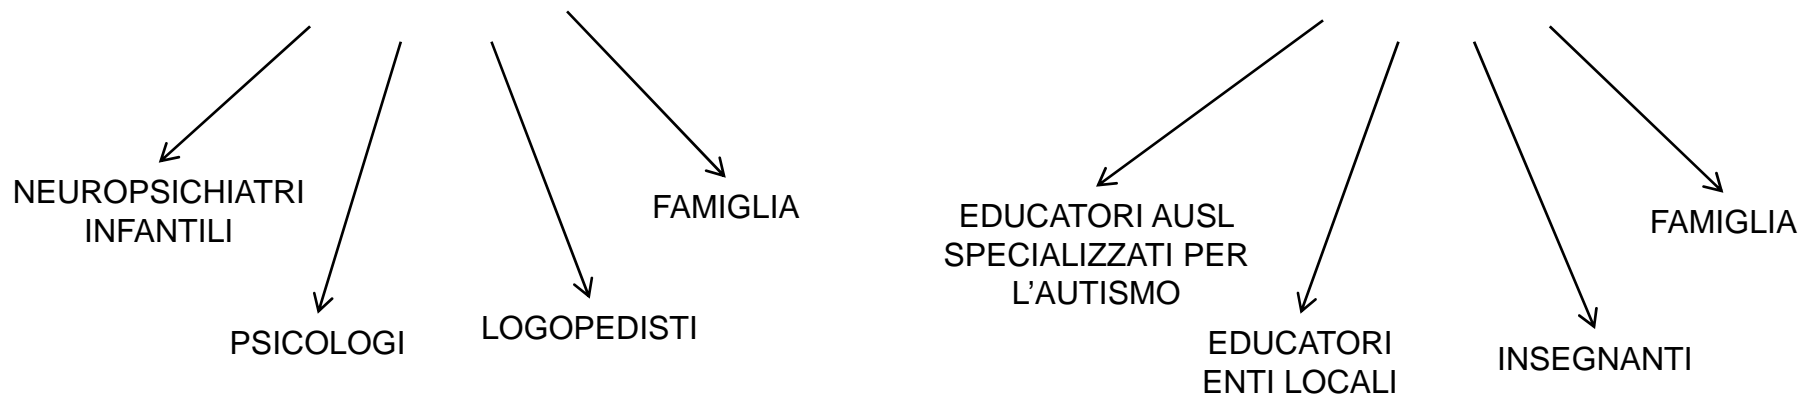 NEUROPSICHIATRI
INFANTILI
PSICOLOGI
LOGOPEDISTI
FAMIGLIA
EDUCATORI AUSL
SPECIALIZZATI PER
L’AUTISMO
EDUCATORI
ENTI LOCALI
INSEGNANTI
FAMIGLIA